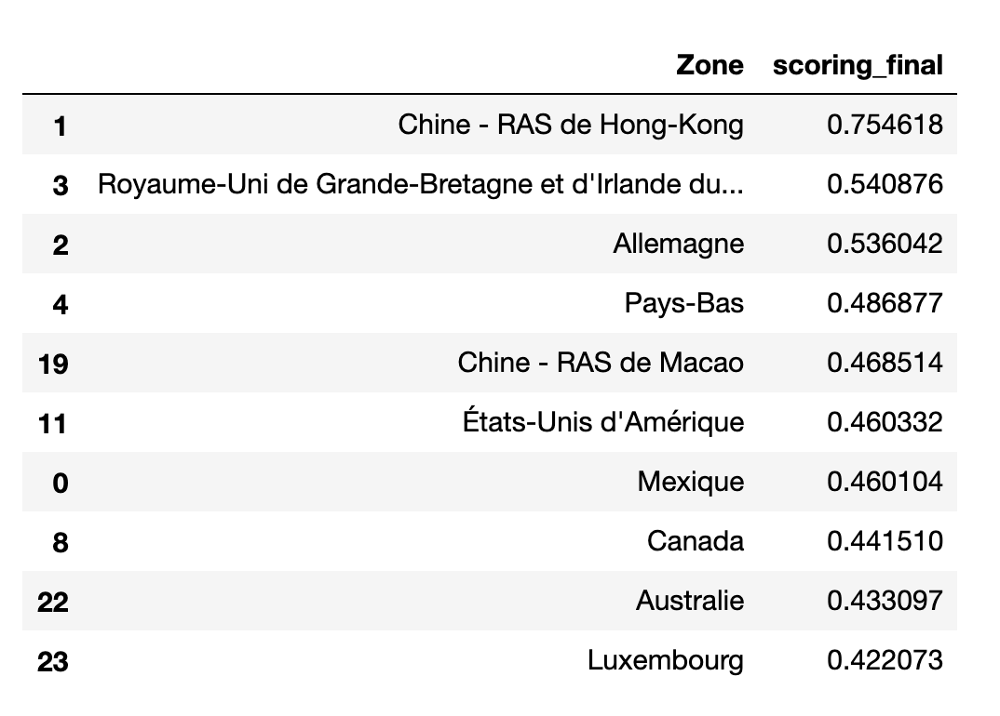 Zone scoring_final
1 Chine - RAS de Hong-Kong 0.754618
3 Royaume-Uni de Grande-Bretagne et d'Irlande du... 0.540876
2 Allemagne 0.536042
4 Pays-Bas 0.486877
19 Chine - RAS de Macao 0.468514
11 États-Unis d'Amérique 0.460332
0 Mexique 0.460104
8 Canada 0.441510
22 Australie 0.433097
23 Luxembourg 0.422073